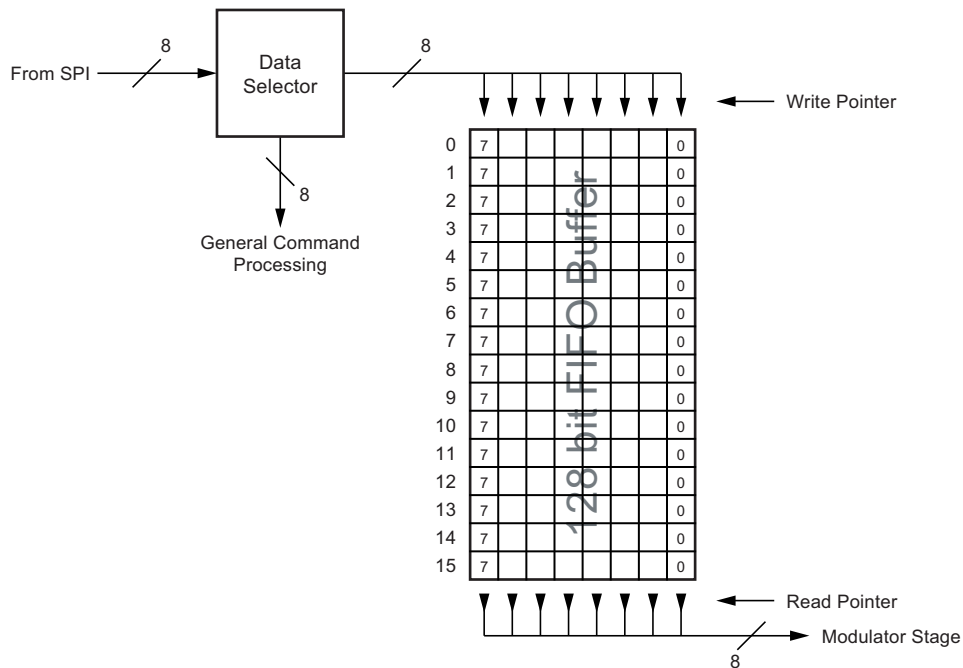 8
8
From SPI
Data
Selector
Write Pointer
8
General Command
Processing
0 7 0
1 7 0
2 7 0
3 7 0
4 7 0
5 7 0
6 7 0
7 7 0
8 7 0
9 7 0
10 7 0
11 7 0
12 7 0
13 7 0
14 7 0
15 7 0
128 bit FIFO Buffer
Read Pointer
Modulator Stage
8